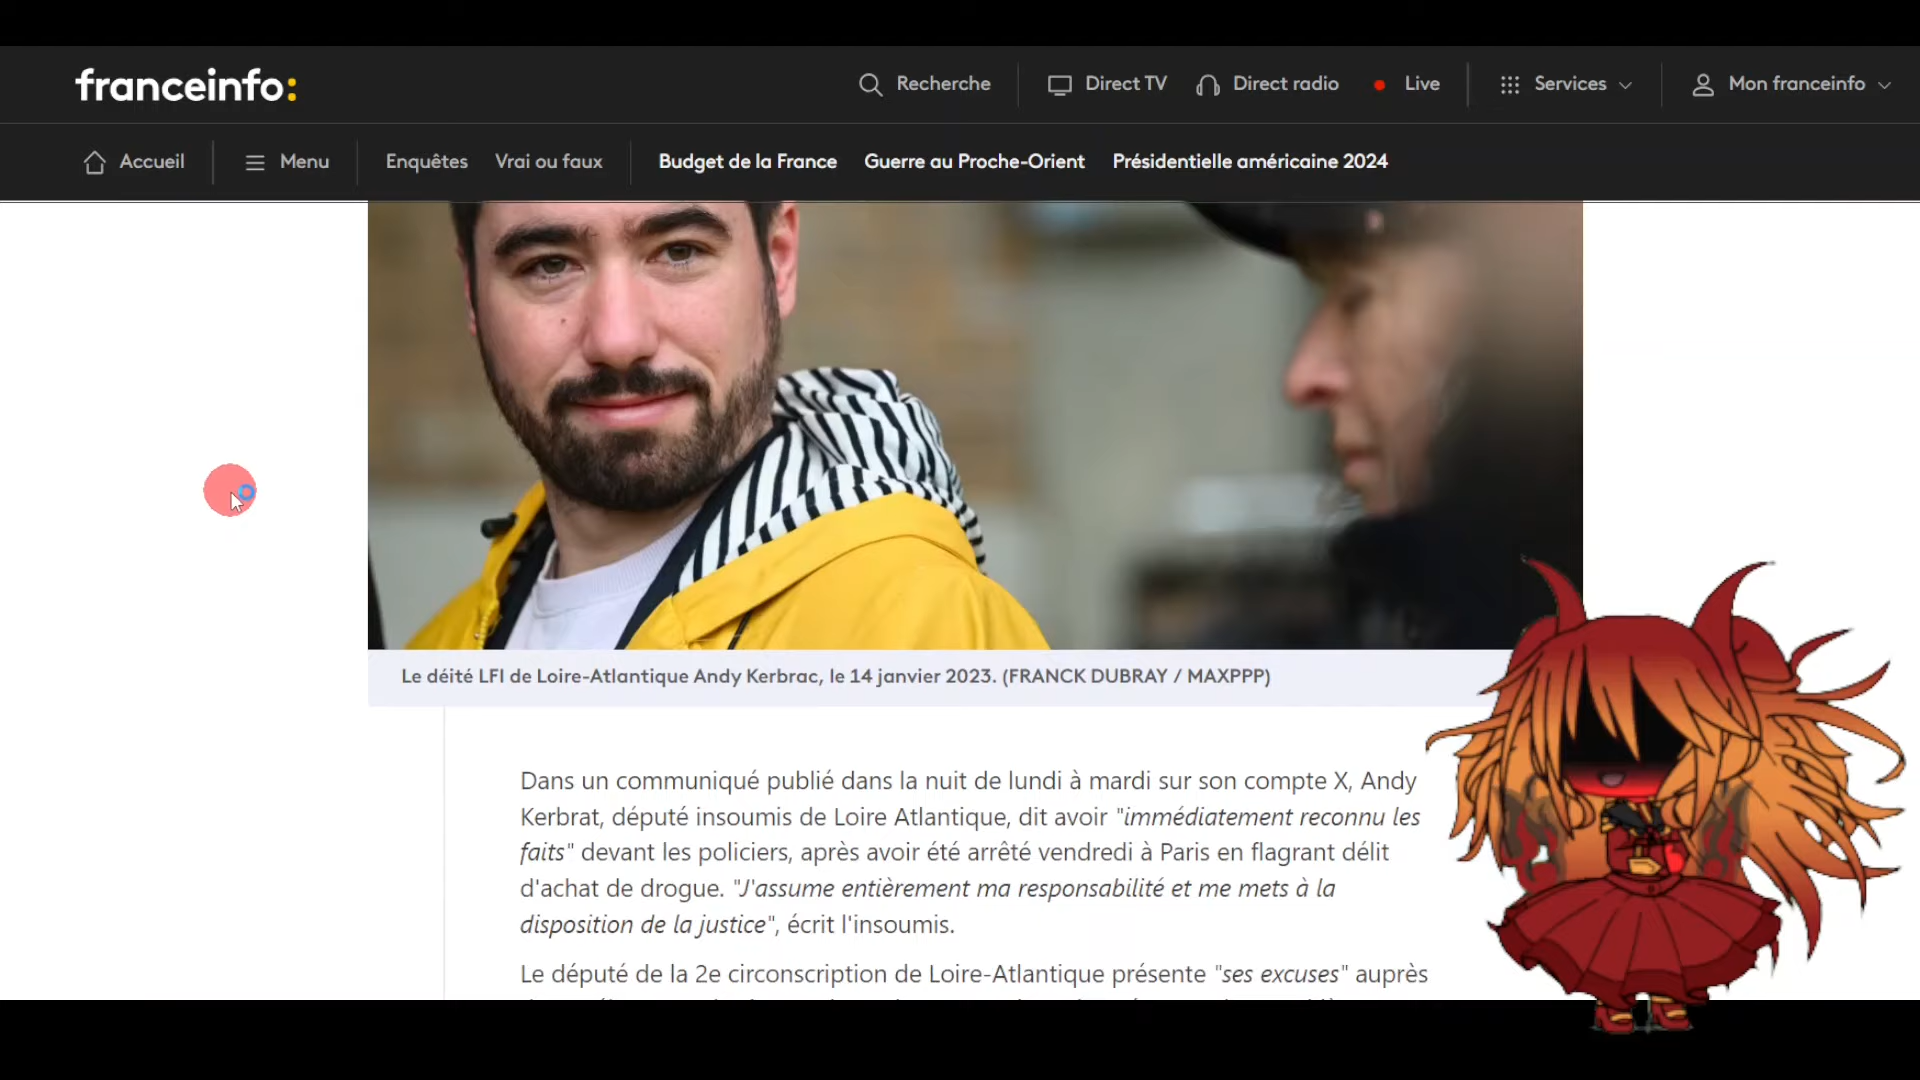 franceinfo:
Recherche
Direct TV
Direct radio
Live
Services
Mon franceinfo
Accueil
Menu
Enquêtes
Vrai ou faux
Budget de la France
Guerre au Proche-Orient
Présidentielle américaine 2024
Le déité LFI de Loire-Atlantique Andy Kerbrac, le 14 janvier 2023. (FRANCK DUBRAY / MAXPPP)
Dans un communiqué publié dans la nuit de lundi à mardi sur son compte X, Andy
Kerbrat, député insoumis de Loire Atlantique, dit avoir "immédiatement reconnu les
faits" devant les policiers, après avoir été arrêté vendredi à Paris en flagrant délit
d'achat de drogue. "J'assume entièrement ma responsabilité et me mets à la
disposition de la justice", écrit l'insoumis.
Le député de la 2e circonscription de Loire-Atlantique présente "ses excuses" auprès